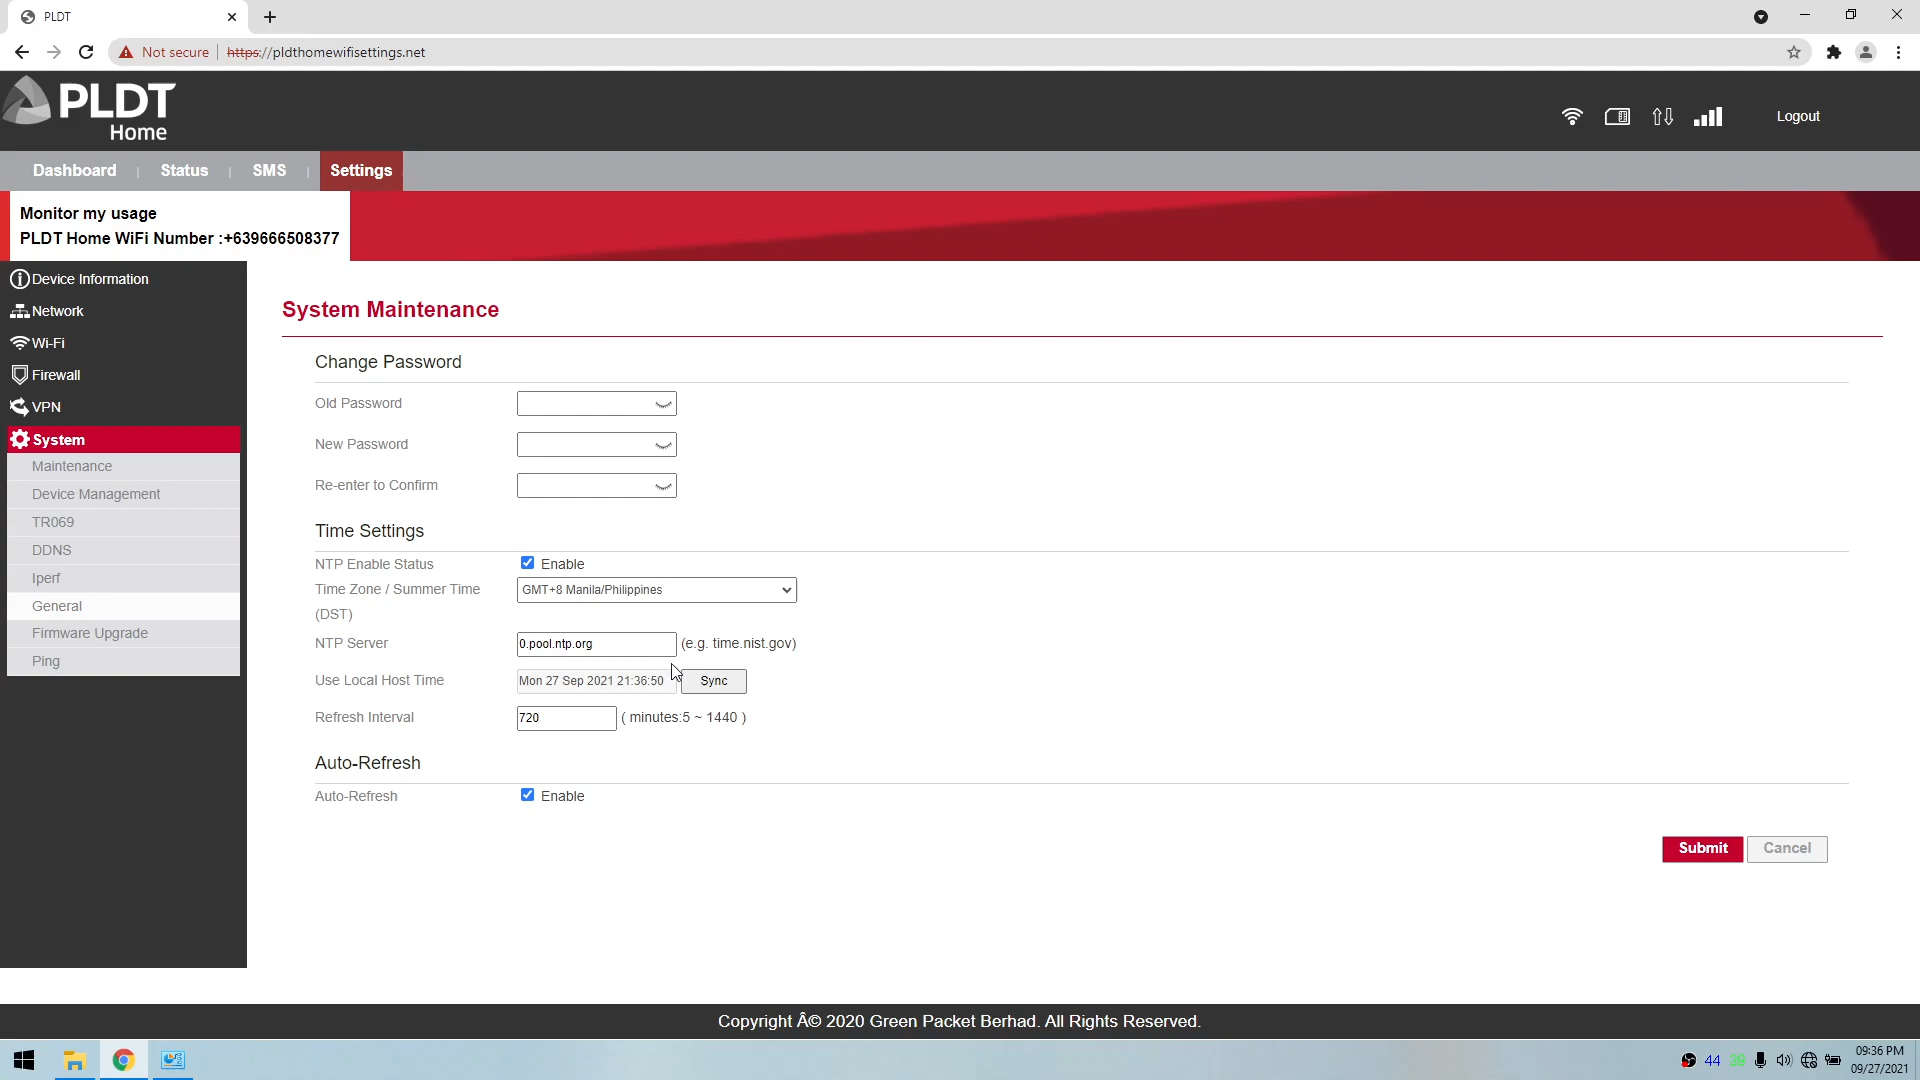 PLDT
Not secure
https://pldthomewifisettings.net
PLDT
Home
Logout
Dashboard
Status
SMS
Settings
Monitor my usage
PLDT Home WiFi Number :+639666508377
Device Information
Network
Wi-Fi
Firewall
VPN
System
Maintenance
Device Management
TR069
DDNS
Iperf
General
Firmware Upgrade
Ping
System Maintenance
Change Password
Old Password
New Password
Re-enter to Confirm
Time Settings
NTP Enable Status
Enable
Time Zone / Summer Time
(DST)
GMT+8 Manila/Philippines
NTP Server
0.pool.ntp.org
(e.g. time.nist.gov)
Use Local Host Time
Mon 27 Sep 2021 21:36:50
Sync
Refresh Interval
720
( minutes:5 ~ 1440 )
Auto-Refresh
Auto-Refresh
Enable
Submit
Cancel
Copyright Â© 2020 Green Packet Berhad. All Rights Reserved.
44
09:36 PM
09/27/2021